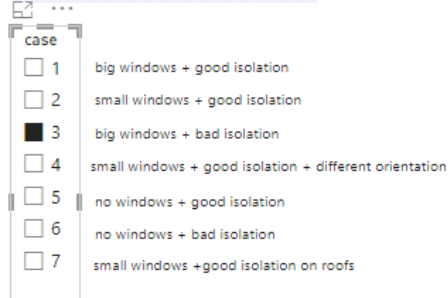 case
1 big windows + good isolation
2 small windows + good isolation
3 big windows + bad isolation
4 small windows + good isolation + different orientation
5 no windows + good isolation
6 no windows + bad isolation
7 small windows +good isolation on roofs